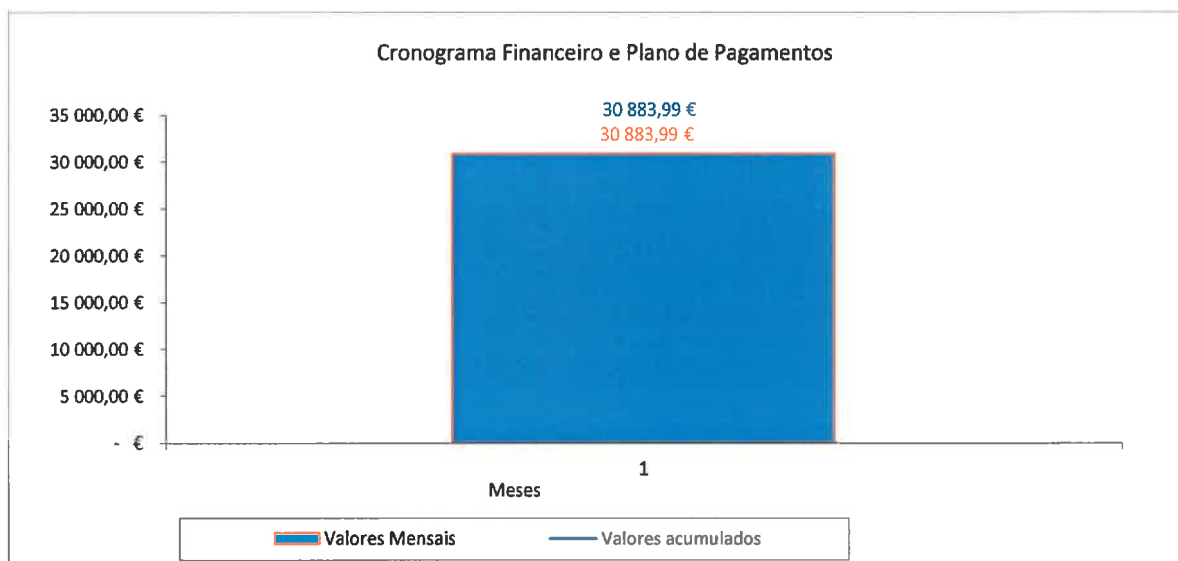 Cronograma Financeiro e Plano de Pagamentos
30 883,99 €
30 883,99 €
35 000,00 €
30 000,00 €
25 000,00 €
20 000,00 €
15 000,00 €
10 000,00 €
5 000,00 €
- €
1
Meses
Valores Mensais
Valores acumulados